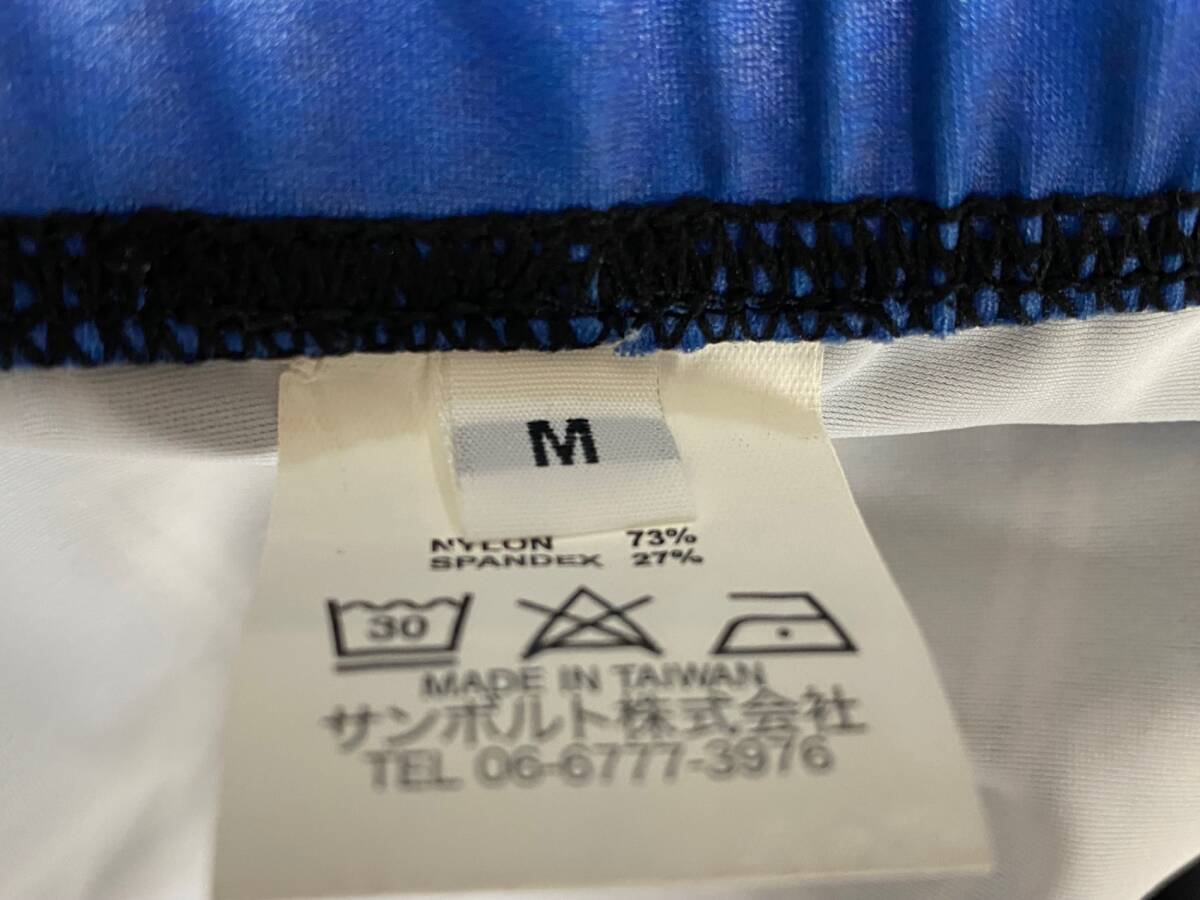 M
NYLON 73%
SPANDEX 27%
30
MADE IN TAIWAN
サンボルト株式会社
TEL 06-6777-3976